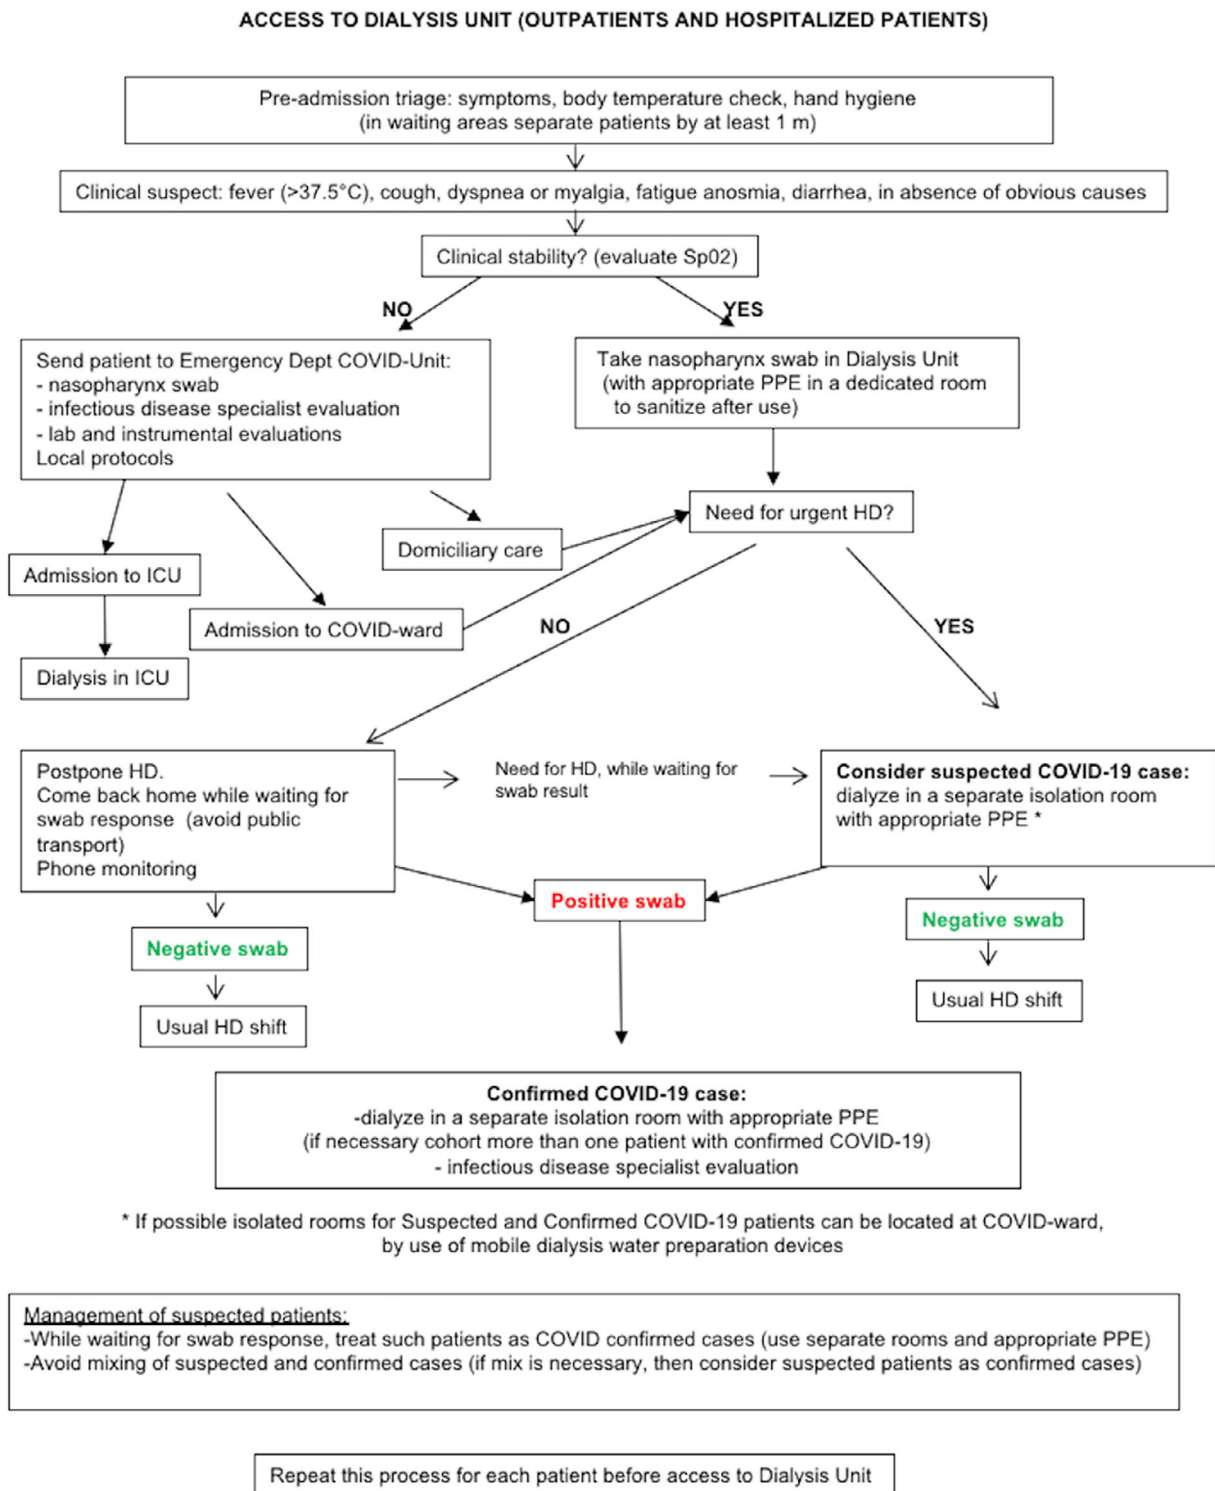 ACCESS TO DIALYSIS UNIT (OUTPATIENTS AND HOSPITALIZED PATIENTS)
Pre-admission triage: symptoms, body temperature check, hand hygiene
(in waiting areas separate patients by at least 1 m)
Clinical suspect: fever (>37.5°C), cough, dyspnea or myalgia, fatigue anosmia, diarrhea, in absence of obvious causes
Clinical stability? (evaluate Sp02)
NO
YES
Send patient to Emergency Dept COVID-Unit:
- nasopharynx swab
- infectious disease specialist evaluation
- lab and instrumental evaluations
Local protocols
Take nasopharynx swab in Dialysis Unit
(with appropriate PPE in a dedicated room
to sanitize after use)
Need for urgent HD?
Domiciliary care
Admission to ICU
Admission to COVID-ward
NO
YES
Dialysis in ICU
Postpone HD.
Come back home while waiting for
swab response (avoid public
transport)
Phone monitoring
Need for HD, while waiting for
swab result
Consider suspected COVID-19 case:
dialyze in a separate isolation room
with appropriate PPE *
Positive swab
Negative swab
Negative swab
Usual HD shift
Usual HD shift
Confirmed COVID-19 case:
-dialyze in a separate isolation room with appropriate PPE
(if necessary cohort more than one patient with confirmed COVID-19)
- infectious disease specialist evaluation
* If possible isolated rooms for Suspected and Confirmed COVID-19 patients can be located at COVID-ward,
by use of mobile dialysis water preparation devices
Management of suspected patients:
-While waiting for swab response, treat such patients as COVID confirmed cases (use separate rooms and appropriate PPE)
-Avoid mixing of suspected and confirmed cases (if mix is necessary, then consider suspected patients as confirmed cases)
Repeat this process for each patient before access to Dialysis Unit